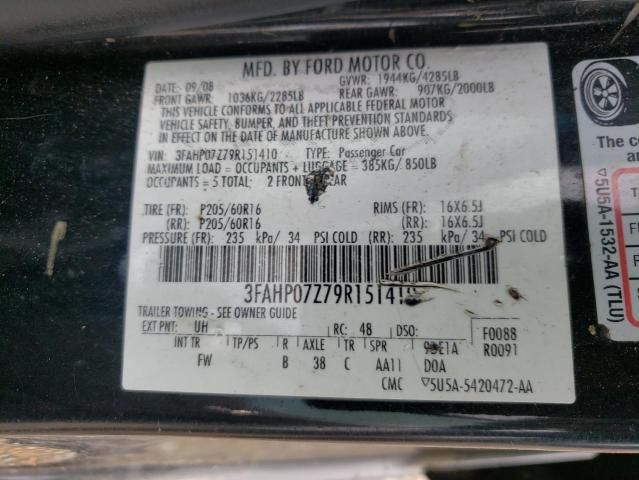 MFD. BY FORD MOTOR CO.
DATE: 09/08 GVWR: 1944KG/4285LB
FRONT GAWR: 1036KG/2285LB REAR GAWR: 907KG/2000LB
THIS VEHICLE CONFORMS TO ALL APPLICABLE FEDERAL MOTOR
VEHICLE SAFETY, BUMPER, AND THEFT PREVENTION STANDARDS
IN EFFECT ON THE DATE OF MANUFACTURE SHOWN ABOVE.
VIN: 3FAHP07Z79R151410 TYPE: Passenger Car
MAXIMUM LOAD = OCCUPANTS + LUGGAGE = 385KG/ 850LB
OCCUPANTS = 5 TOTAL: 2 FRONT REAR
TIRE (FR): P205/60R16 RIMS (FR): 16X6.5J
(RR): P205/60R16 (RR): 16X6.5J
PRESSURE (FR): 235 kPa/ 34 PSI COLD (RR): 235 kPa/ 34 PSI COLD
3FAHP07Z79R151410
TRAILER TOWING - SEE OWNER GUIDE
EXT PNT: UH RC: 48 DSO: F0088
INT TR TP/PS R AXLE TR SPR R0091
FW B 38 C AA11 D0A
CMC ▽5U5A-5420472-AA
The co
an
▽5U5A-1532-AA (TLU)